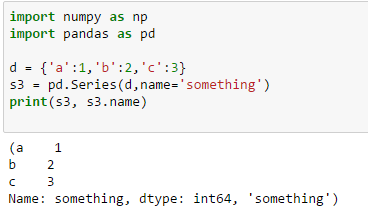 import numpy as np
import pandas as pd

d = {'a':1,'b':2,'c':3}
s3 = pd.Series(d,name='something')
print(s3, s3.name)

(a    1
b    2
c    3
Name: something, dtype: int64, 'something')